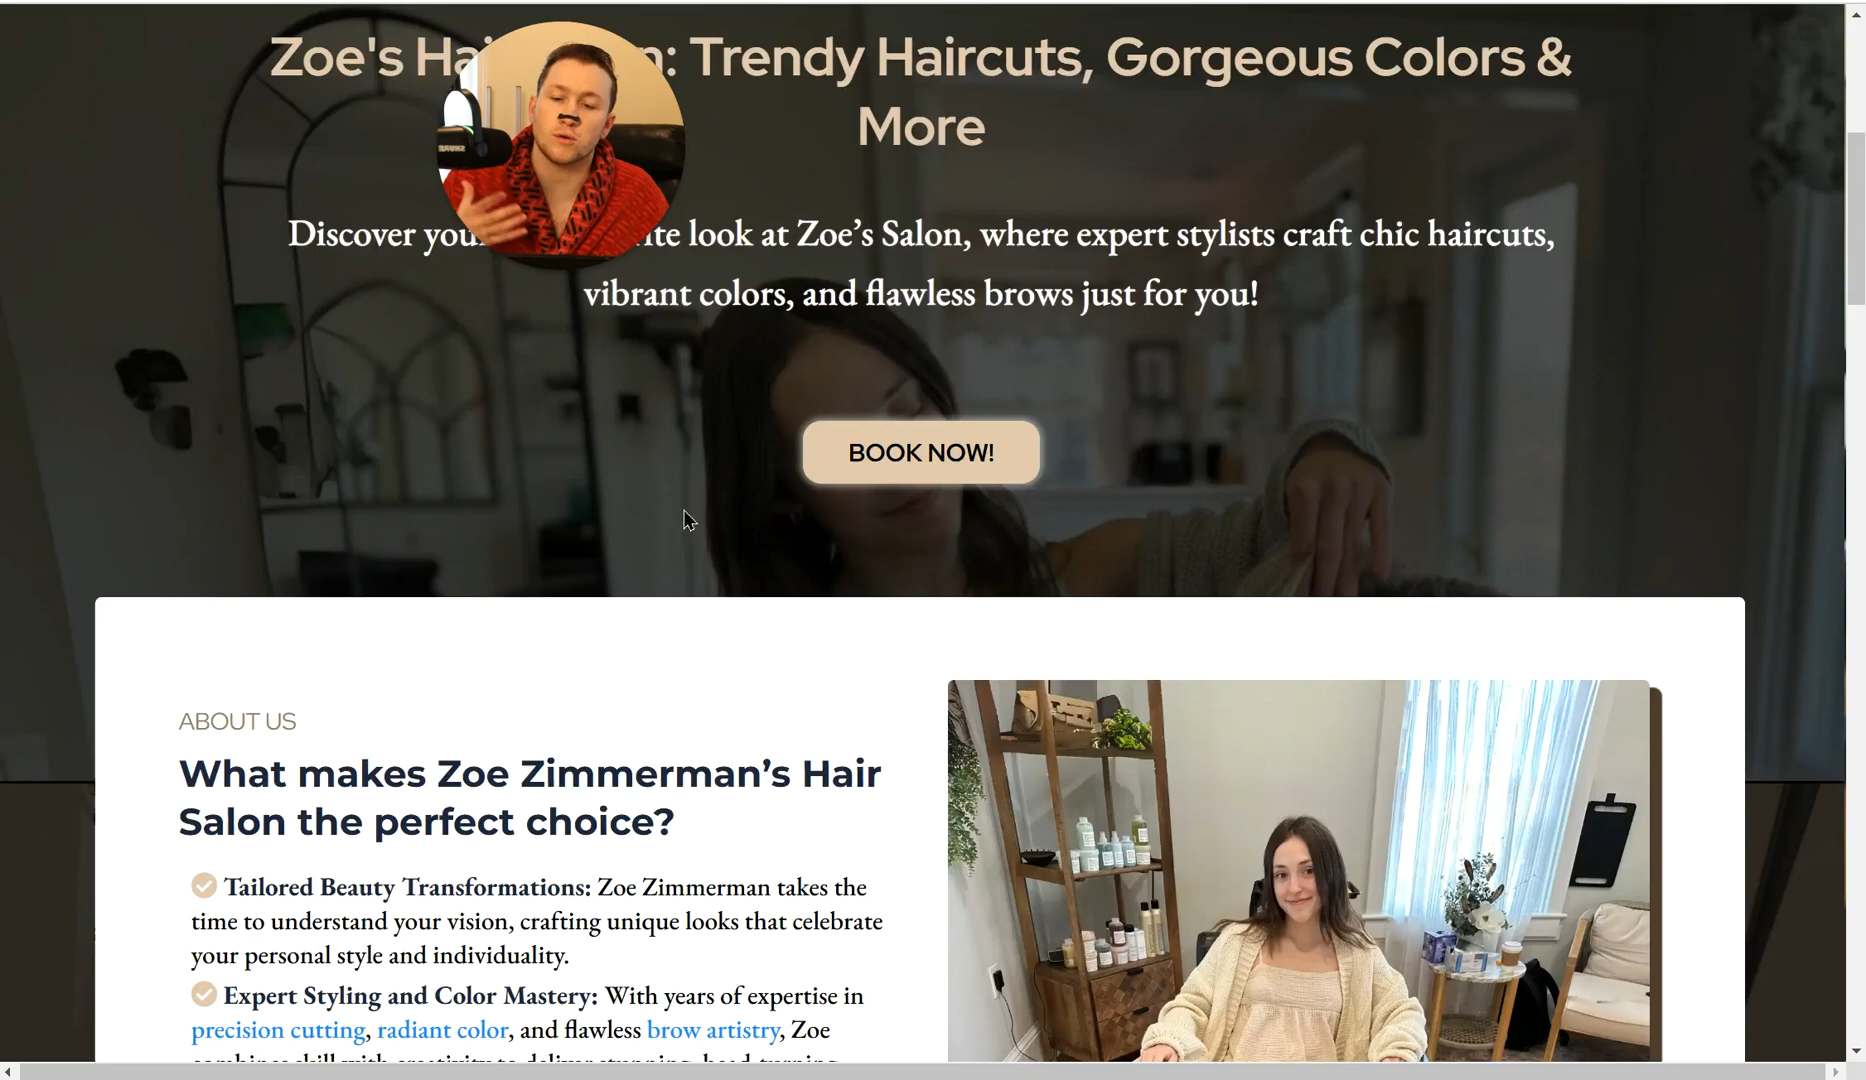 Zoe's Ha n: Trendy Haircuts, Gorgeous Colors &
More
Discover you ite look at Zoe’s Salon, where expert stylists craft chic haircuts,
vibrant colors, and flawless brows just for you!
BOOK NOW!
ABOUT US
What makes Zoe Zimmerman’s Hair
Salon the perfect choice?
Tailored Beauty Transformations: Zoe Zimmerman takes the
time to understand your vision, crafting unique looks that celebrate
your personal style and individuality.
Expert Styling and Color Mastery: With years of expertise in
precision cutting, radiant color, and flawless brow artistry, Zoe